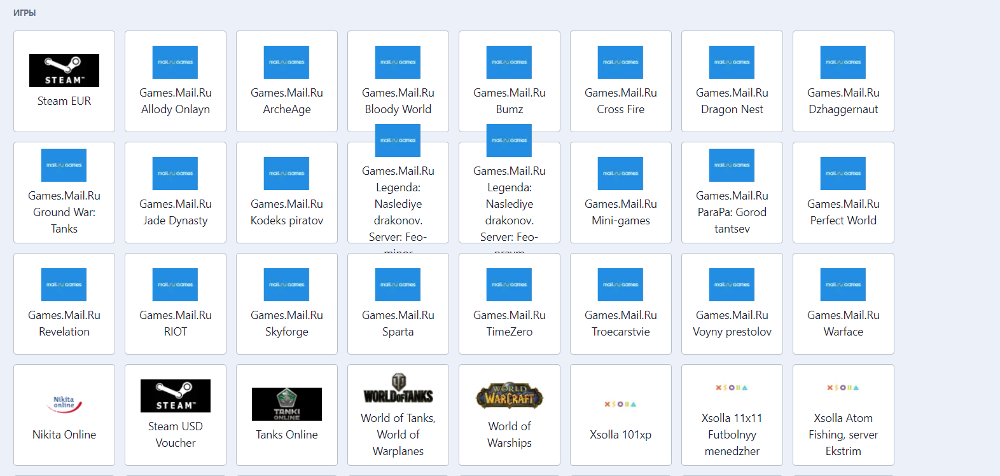 ИГРЫ
STEAM™
Steam EUR
mail.ru games
Games.Mail.Ru
Allody Onlayn
mail.ru games
Games.Mail.Ru
ArcheAge
mail.ru games
Games.Mail.Ru
Bloody World
mail.ru games
Games.Mail.Ru
Bumz
mail.ru games
Games.Mail.Ru
Cross Fire
mail.ru games
Games.Mail.Ru
Dragon Nest
mail.ru games
Games.Mail.Ru
Dzhaggernaut
mail.ru games
Games.Mail.Ru
Ground War:
Tanks
mail.ru games
Games.Mail.Ru
Jade Dynasty
mail.ru games
Games.Mail.Ru
Kodeks piratov
mail.ru games
Games.Mail.Ru
Legenda:
Naslediye
drakonov.
Server: Feo-
minor
mail.ru games
Games.Mail.Ru
Legenda:
Naslediye
drakonov.
Server: Feo-
praym
mail.ru games
Games.Mail.Ru
Mini-games
mail.ru games
Games.Mail.Ru
ParaPa: Gorod
tantsev
mail.ru games
Games.Mail.Ru
Perfect World
mail.ru games
Games.Mail.Ru
Revelation
mail.ru games
Games.Mail.Ru
RIOT
mail.ru games
Games.Mail.Ru
Skyforge
mail.ru games
Games.Mail.Ru
Sparta
mail.ru games
Games.Mail.Ru
TimeZero
mail.ru games
Games.Mail.Ru
Troecarstvie
mail.ru games
Games.Mail.Ru
Voyny prestolov
mail.ru games
Games.Mail.Ru
Warface
Nikita
online
Nikita Online
STEAM™
Steam USD
Voucher
TANKI
ONLINE
Tanks Online
WORLD OF TANKS
World of Tanks,
World of
Warplanes
WORLD
OF
WARCRAFT
World of
Warships
XSOLLA
Xsolla 101xp
XSOLLA
Xsolla 11x11
Futbolnyy
menedzher
XSOLLA
Xsolla Atom
Fishing, server
Ekstrim